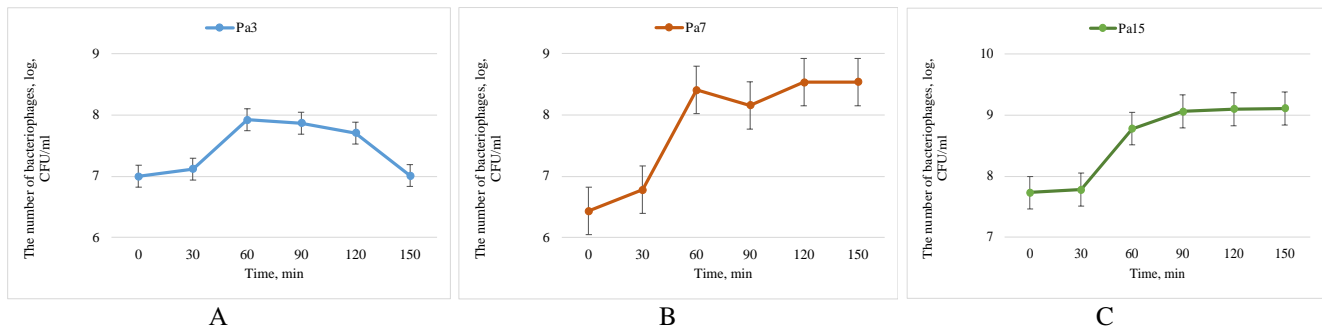 Pa3
The number of bacteriophages, log,
CFU/ml
9
8
7
6
0 30 60 90 120 150
Time, min
A
Pa7
The number of bacteriophages, log,
CFU/ml
9
8
7
6
0 30 60 90 120 150
Time, min
B
Pa15
The number of bacteriophages, log,
CFU/ml
10
9
8
7
0 30 60 90 120 150
Time, min
C